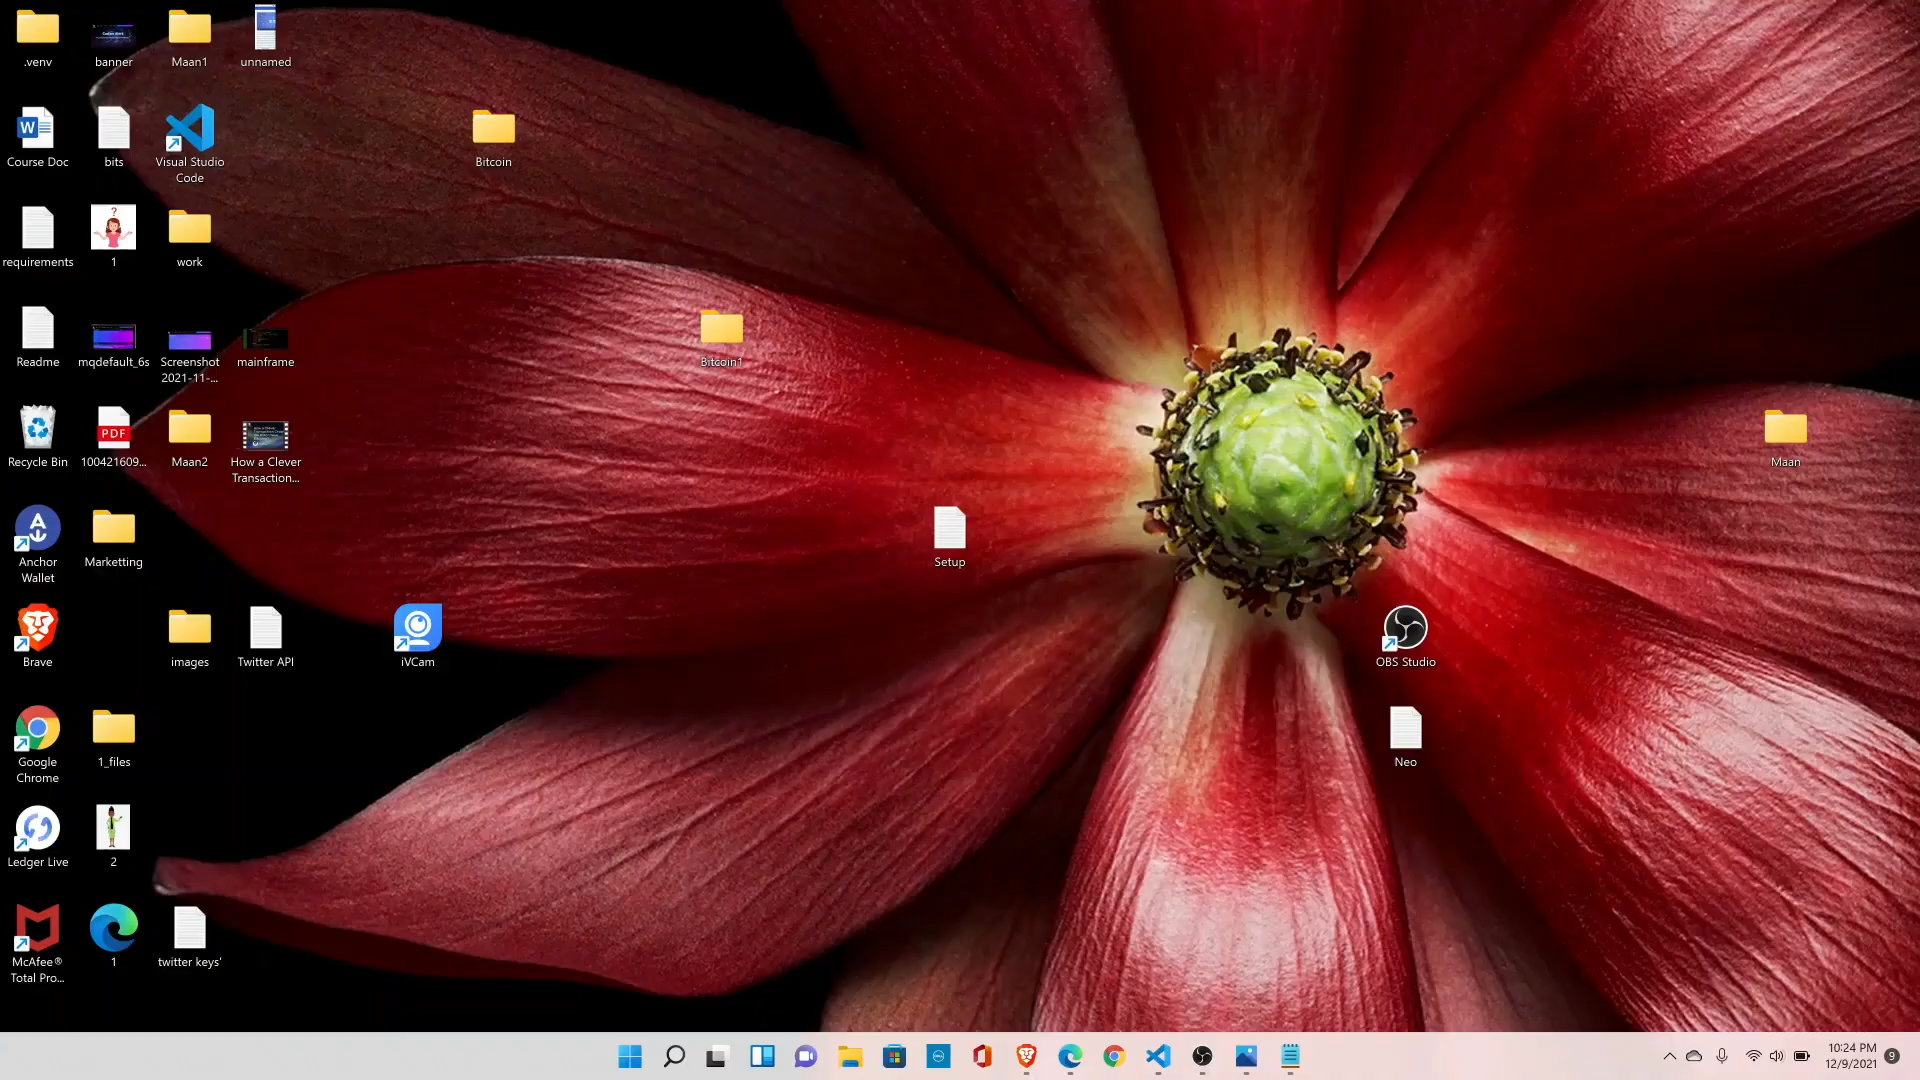 .venv
banner
Maan1
unnamed
Course Doc
bits
Visual Studio
Code
Bitcoin
requirements
1
work
Readme
mqdefault_6s
Screenshot
2021-11-...
mainframe
Bitcoin1
Recycle Bin
PDF
100421609...
Maan2
How a Clever
Transaction...
Maan
Anchor
Wallet
Marketting
Setup
Brave
images
Twitter API
iVCam
OBS Studio
Google
Chrome
1_files
Neo
Ledger Live
2
McAfee®
Total Pro...
1
twitter keys'
10:24 PM
12/9/2021
9